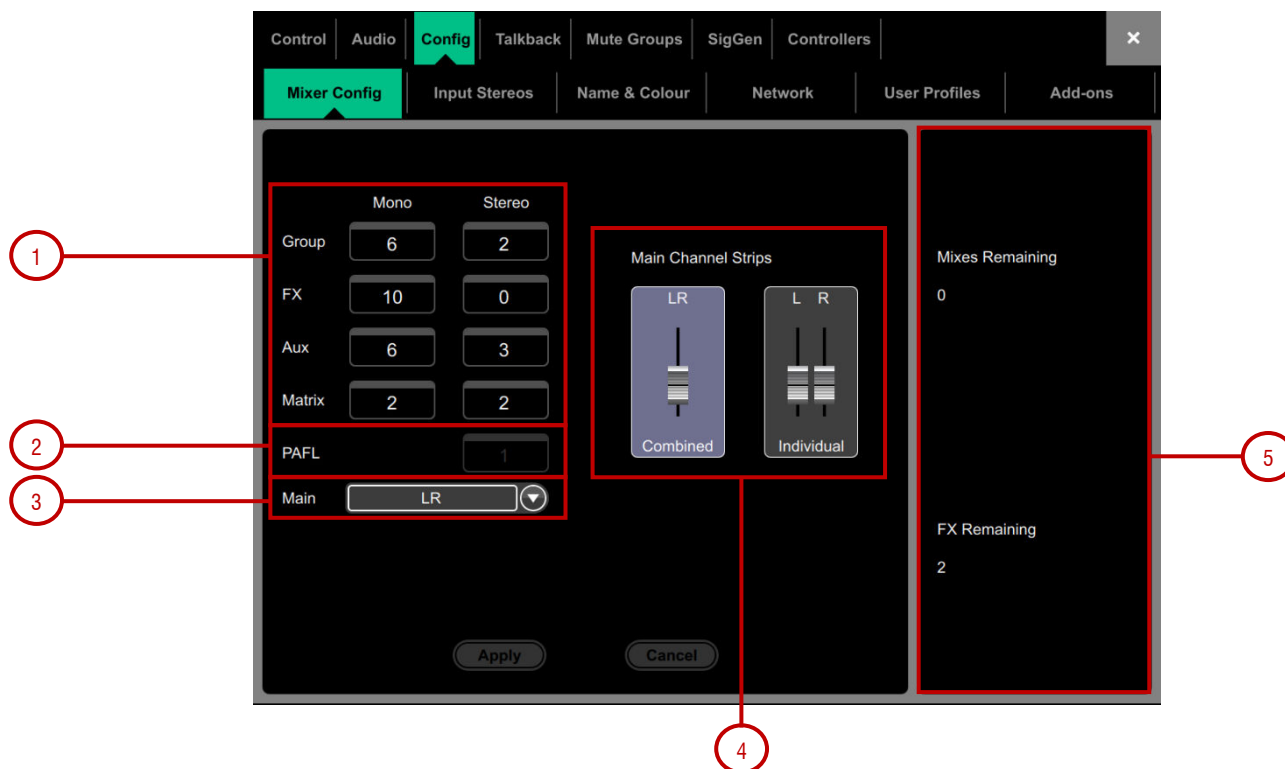 Control Audio Config Talkback Mute Groups SigGen Controllers ×
Mixer Config Input Stereos Name & Colour Network User Profiles Add-ons
Mono Stereo
1
Group 6 2
FX 10 0
Aux 6 3
Matrix 2 2
2
PAFL 1
3
Main LR
Main Channel Strips
LR L R
Combined Individual
4
Mixes Remaining
0
5
FX Remaining
2
Apply Cancel